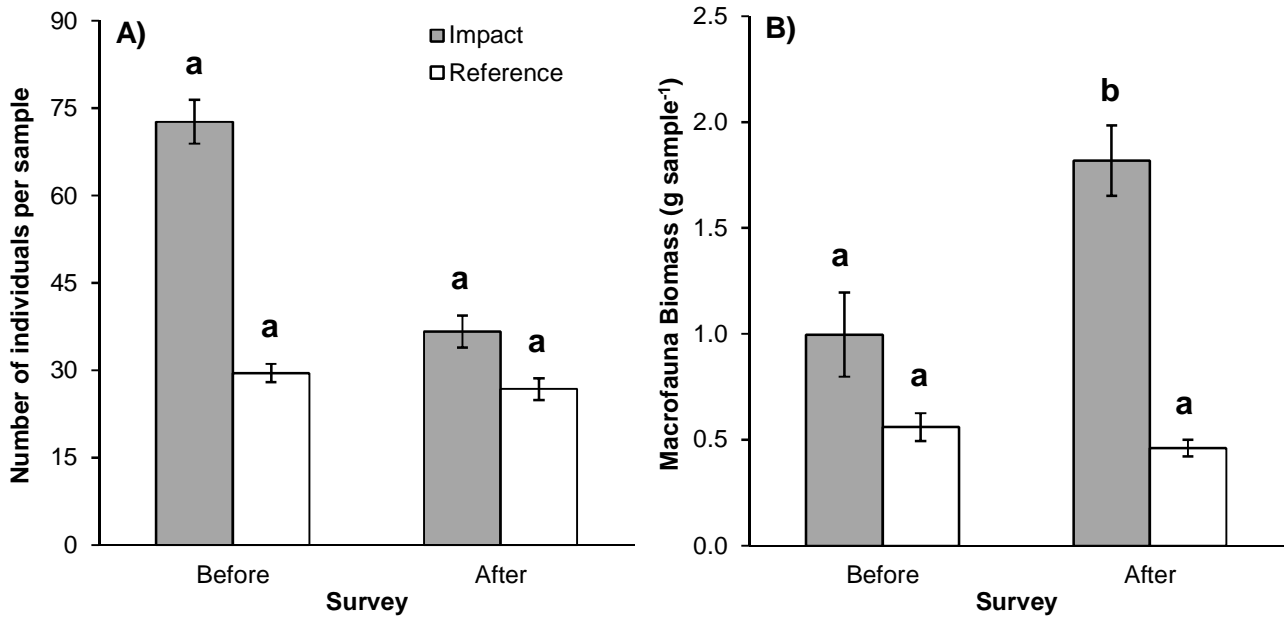 A)
Impact
Reference
Number of individuals per sample
90
75
60
45
30
15
0
a
a
a
a
Before
After
Survey
B)
Macrofauna Biomass (g sample⁻¹)
2.5
2.0
1.5
1.0
0.5
0.0
a
a
b
a
Before
After
Survey